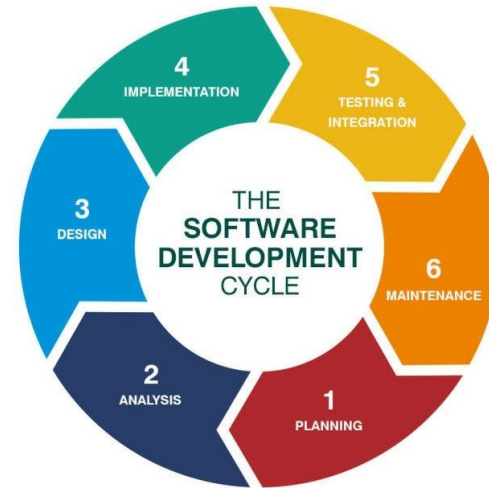 THE
SOFTWARE
DEVELOPMENT
CYCLE
1
PLANNING
2
ANALYSIS
3
DESIGN
4
IMPLEMENTATION
5
TESTING &
INTEGRATION
6
MAINTENANCE